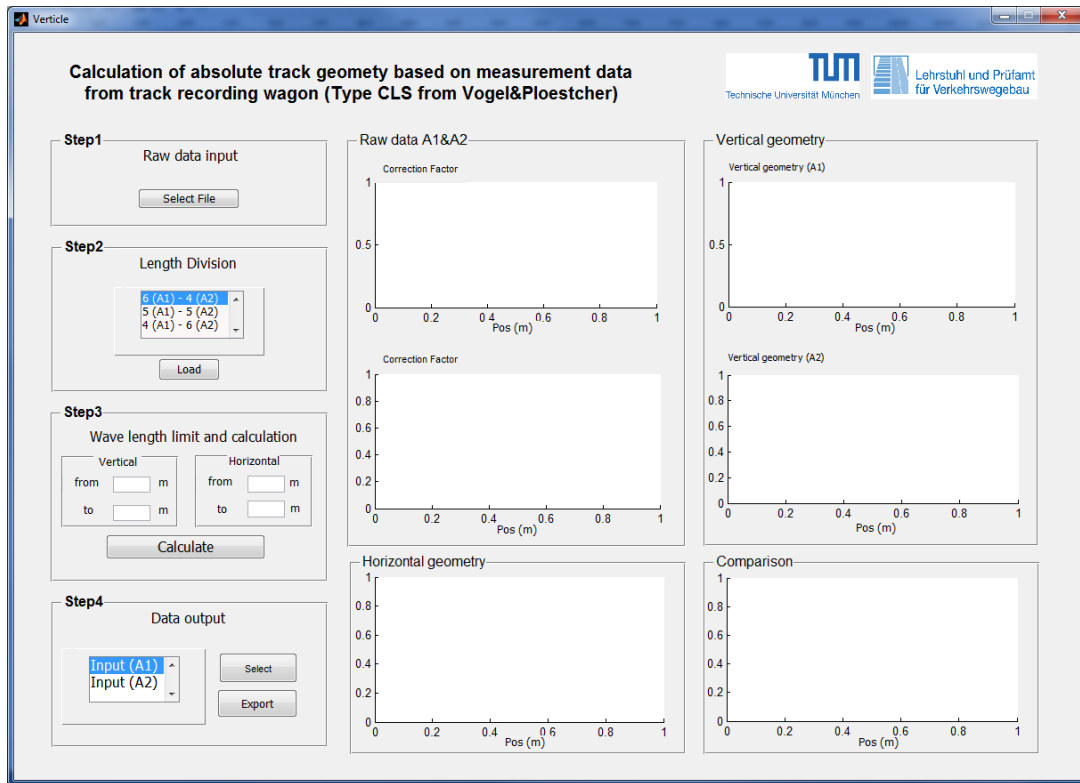 Verticle
Calculation of absolute track geomety based on measurement data
from track recording wagon (Type CLS from Vogel&Ploestcher)
TUM
Technische Universität München
Lehrstuhl und Prüfamt
für Verkehrswegebau
Step1
Raw data input
Select File
Step2
Length Division
6 (A1) - 4 (A2)
5 (A1) - 5 (A2)
4 (A1) - 6 (A2)
Load
Step3
Wave length limit and calculation
Vertical
from m
to m
Horizontal
from m
to m
Calculate
Step4
Data output
Input (A1)
Input (A2)
Select
Export
Raw data A1&A2
Correction Factor
1
0.5
0
0 0.2 0.4 0.6 0.8 1
Pos (m)
Correction Factor
1
0.8
0.6
0.4
0.2
0
0 0.2 0.4 0.6 0.8 1
Pos (m)
Vertical geometry
Vertical geometry (A1)
1
0.5
0
0 0.2 0.4 0.6 0.8 1
Pos (m)
Vertical geometry (A2)
1
0.8
0.6
0.4
0.2
0
0 0.2 0.4 0.6 0.8 1
Pos (m)
Horizontal geometry
1
0.8
0.6
0.4
0.2
0
0 0.2 0.4 0.6 0.8 1
Pos (m)
Comparison
1
0.8
0.6
0.4
0.2
0
0 0.2 0.4 0.6 0.8 1
Pos (m)